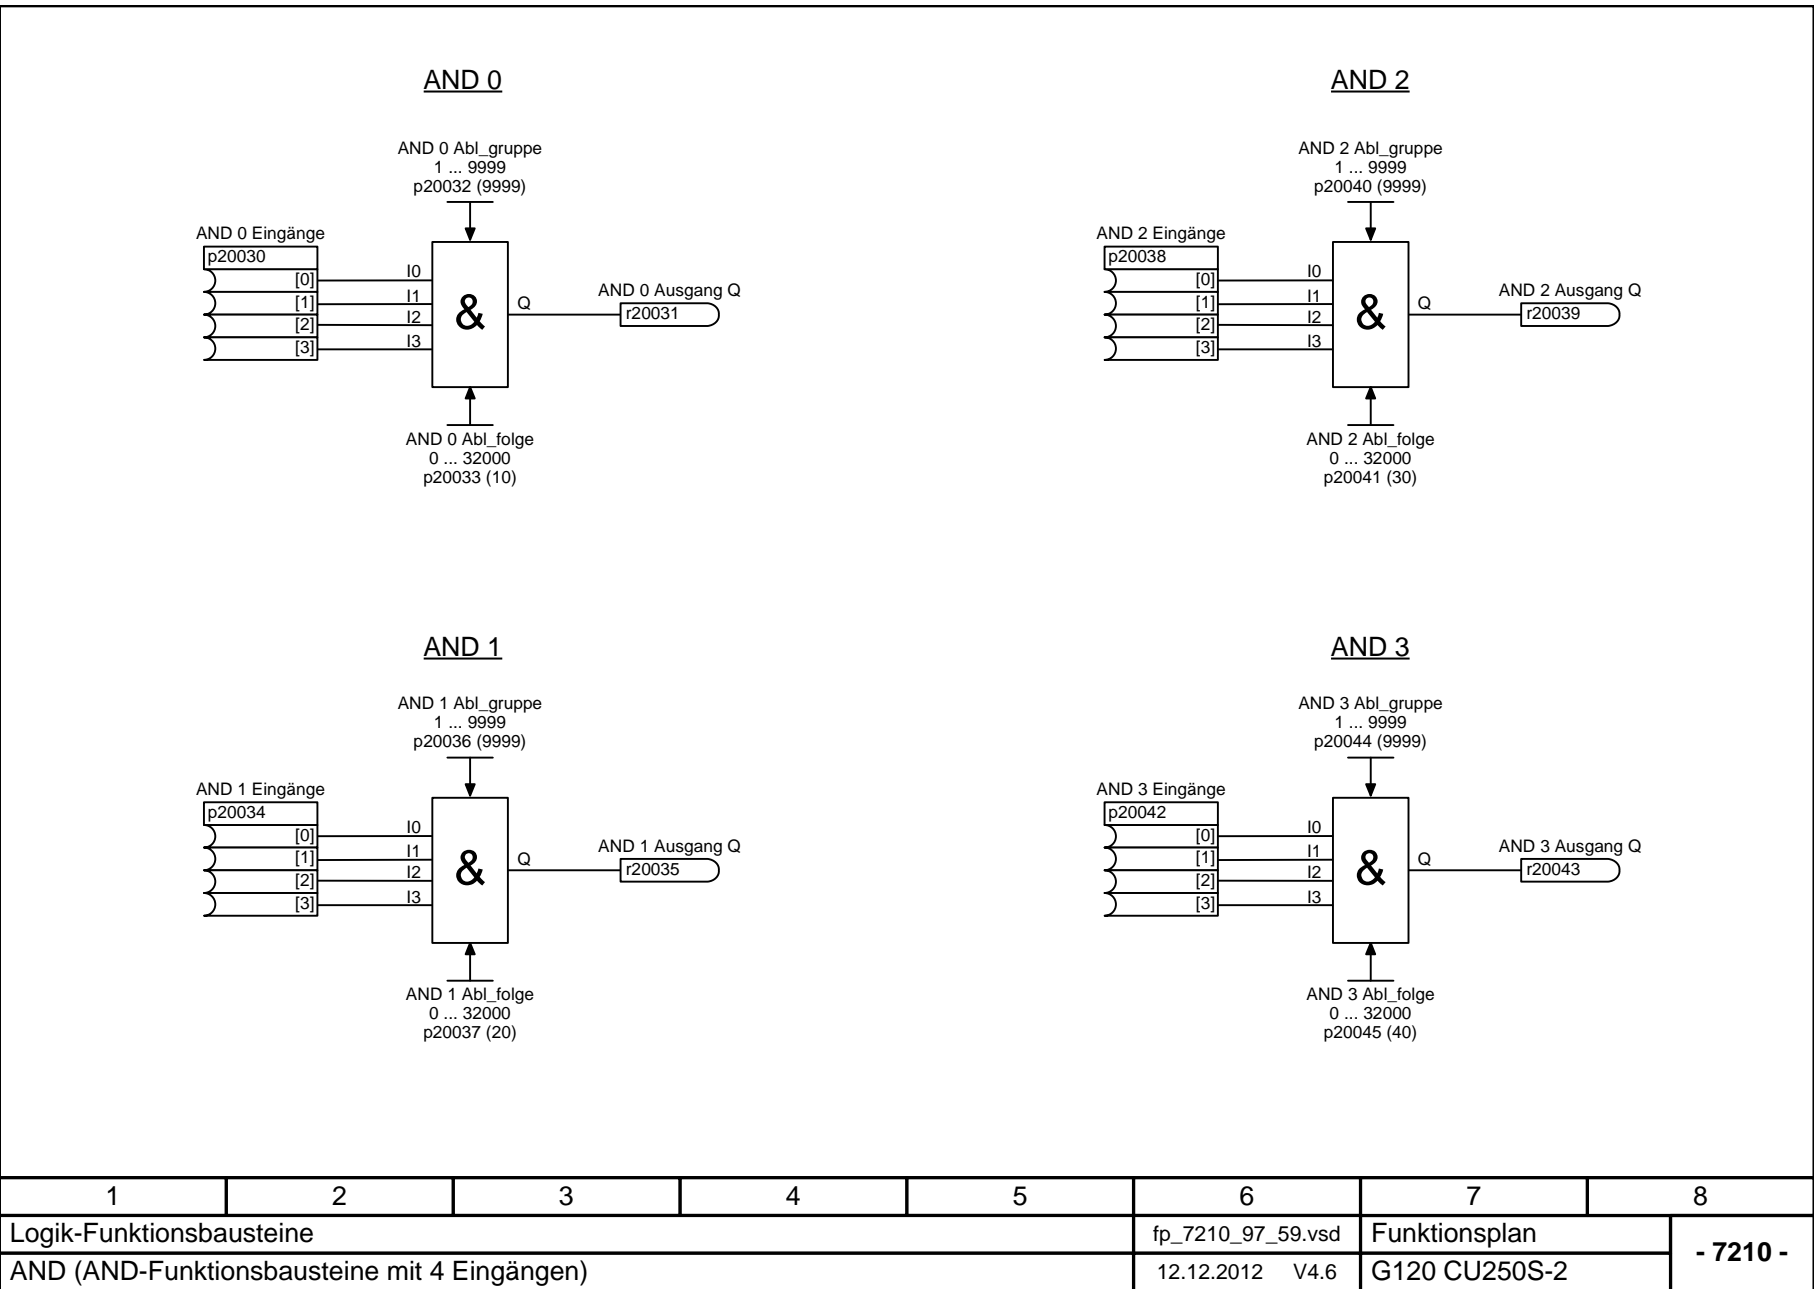 AND 0
AND 0 Abl_gruppe
1 ... 9999
p20032 (9999)
AND 0 Eingänge
p20030
[0]
[1]
[2]
[3]
I0
I1
I2
I3
&
Q
AND 0 Ausgang Q
r20031
AND 0 Abl_folge
0 ... 32000
p20033 (10)
AND 2
AND 2 Abl_gruppe
1 ... 9999
p20040 (9999)
AND 2 Eingänge
p20038
[0]
[1]
[2]
[3]
I0
I1
I2
I3
&
Q
AND 2 Ausgang Q
r20039
AND 2 Abl_folge
0 ... 32000
p20041 (30)
AND 1
AND 1 Abl_gruppe
1 ... 9999
p20036 (9999)
AND 1 Eingänge
p20034
[0]
[1]
[2]
[3]
I0
I1
I2
I3
&
Q
AND 1 Ausgang Q
r20035
AND 1 Abl_folge
0 ... 32000
p20037 (20)
AND 3
AND 3 Abl_gruppe
1 ... 9999
p20044 (9999)
AND 3 Eingänge
p20042
[0]
[1]
[2]
[3]
I0
I1
I2
I3
&
Q
AND 3 Ausgang Q
r20043
AND 3 Abl_folge
0 ... 32000
p20045 (40)
1 2 3 4 5 6 7 8
Logik-Funktionsbausteine fp_7210_97_59.vsd Funktionsplan
- 7210 -
AND (AND-Funktionsbausteine mit 4 Eingängen) 12.12.2012 V4.6 G120 CU250S-2